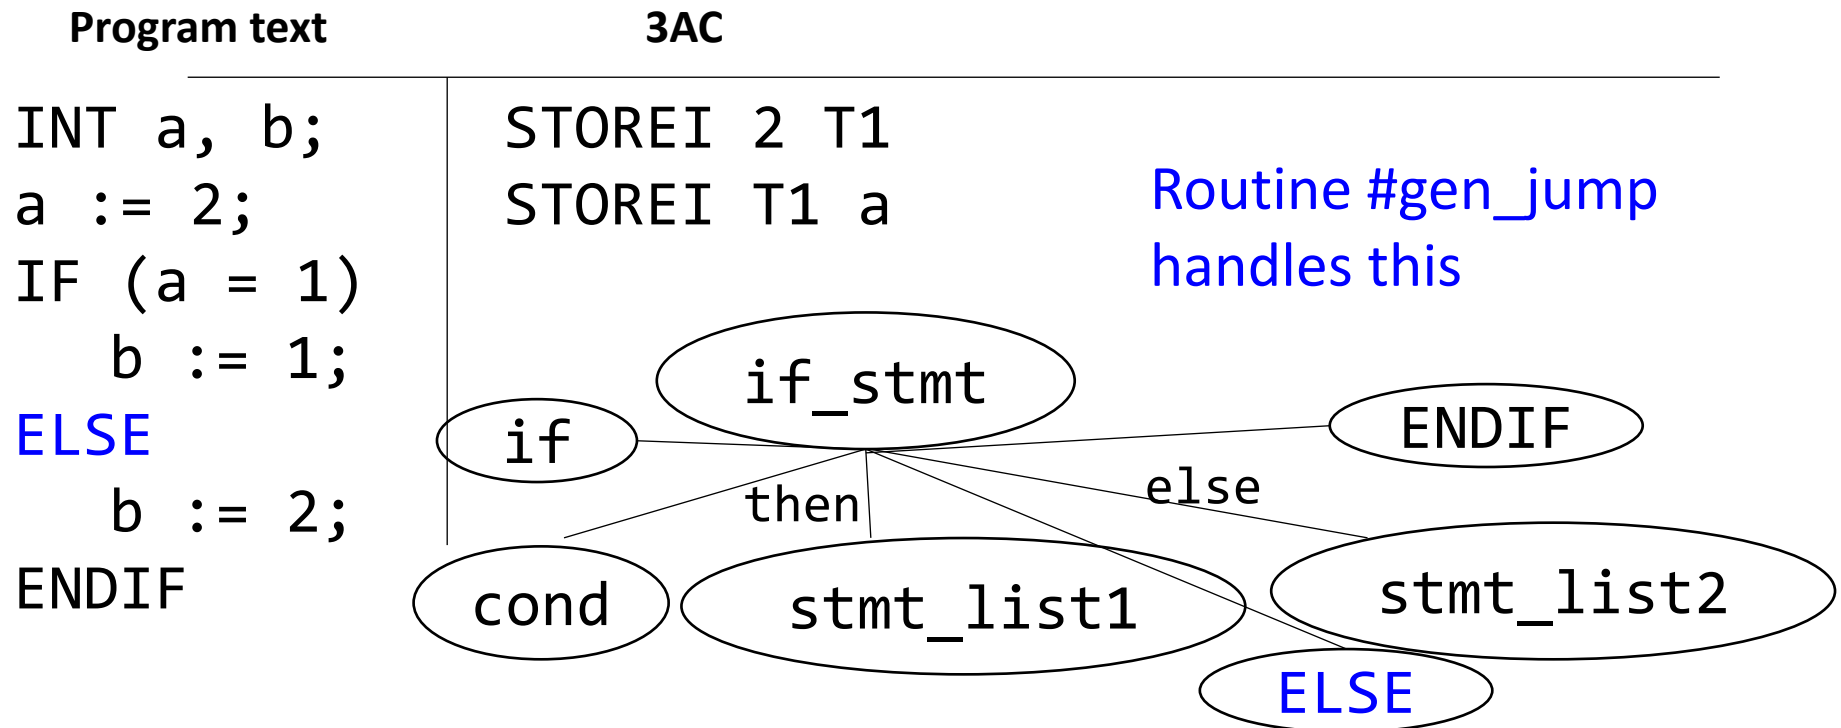 Program text
3AC
INT a, b;
a := 2;
IF (a = 1)
b := 1;
ELSE
b := 2;
ENDIF
STOREI 2 T1
STOREI T1 a
Routine #gen_jump
handles this
if_stmt
if
ENDIF
then
else
cond
stmt_list1
stmt_list2
ELSE